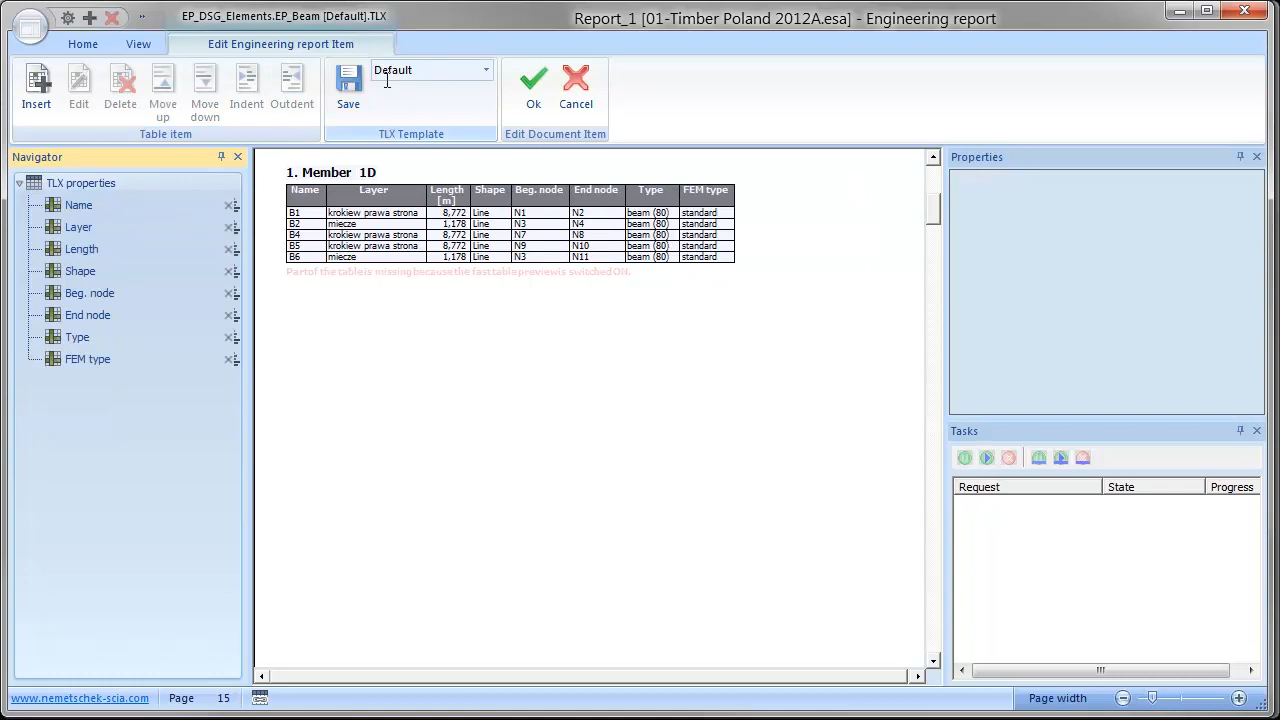 EP_DSG_Elements.EP_Beam [Default].TLX
Report_1 [01-Timber Poland 2012A.esa] - Engineering report
Home View Edit Engineering report Item
Insert Edit Delete Move up Move down Indent Outdent
Table item
Save Default
TLX Template
Ok Cancel
Edit Document Item
Navigator
TLX properties
Name
Layer
Length
Shape
Beg. node
End node
Type
FEM type
1. Member 1D
Name Layer Length [m] Shape Beg. node End node Type FEM type
B1 krokiew prawa strona 8,772 Line N1 N2 beam (80) standard
B2 miecze 1,178 Line N3 N4 beam (80) standard
B4 krokiew prawa strona 8,772 Line N7 N8 beam (80) standard
B5 krokiew prawa strona 8,772 Line N9 N10 beam (80) standard
B6 miecze 1,178 Line N3 N11 beam (80) standard
Part of the table is missing because the fast table preview is switched ON.
Properties
Tasks
Request State Progress
www.nemetschek-scia.com Page 15 Page width